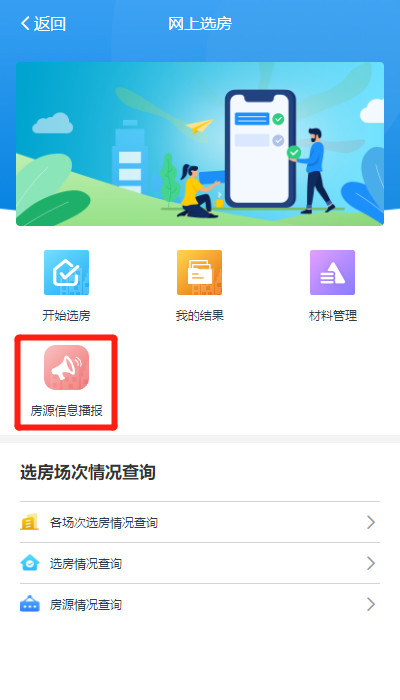 返回
网上选房
开始选房
我的结果
材料管理
房源信息播报
选房场次情况查询
各场次选房情况查询
选房情况查询
房源情况查询